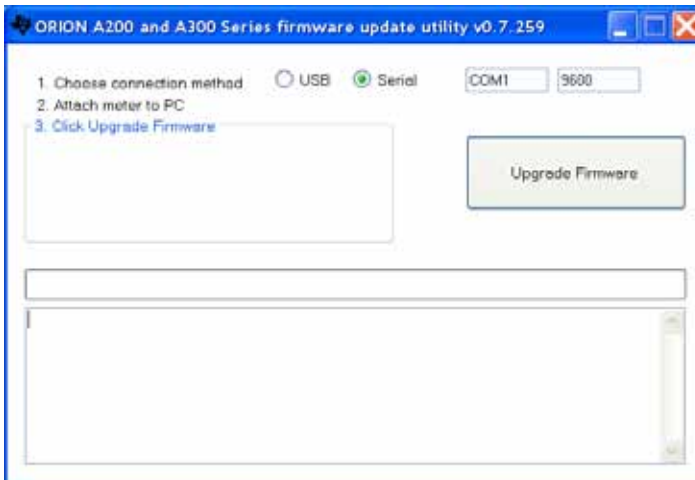 ORION A200 and A300 Series firmware update utility v0.7.259
1. Choose connection method USB Serial COM1 9600
2. Attach meter to PC
3. Click Upgrade Firmware
Upgrade Firmware